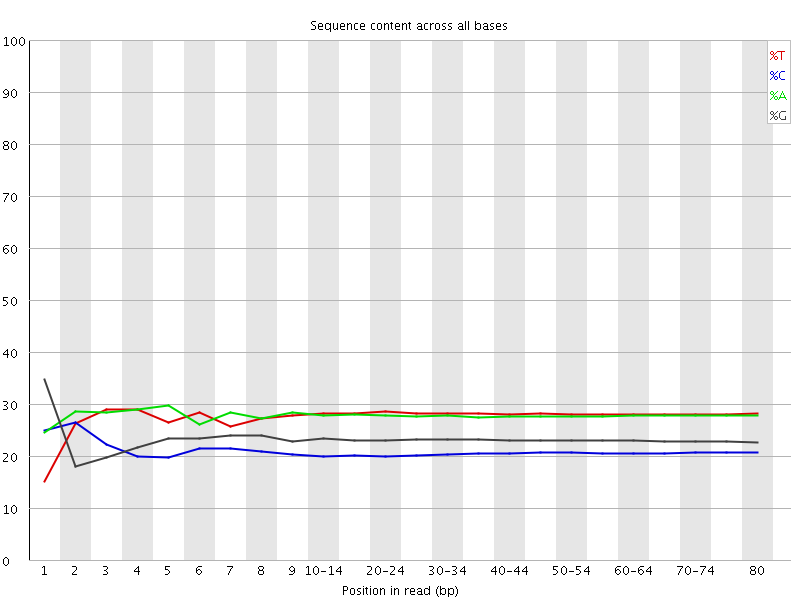 Sequence content across all bases
%T
%C
%A
%G
100
90
80
70
60
50
40
30
20
10
0
1 2 3 4 5 6 7 8 9 10-14 20-24 30-34 40-44 50-54 60-64 70-74 80
Position in read (bp)